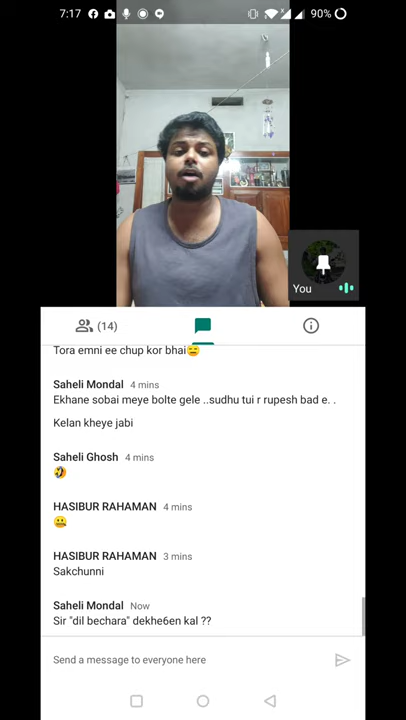 7:17
90%
You
(14)
Tora emni ee chup kor bhai😑
Saheli Mondal 4 mins
Ekhane sobai meye bolte gele ..sudhu tui r rupesh bad e. .
Kelan kheye jabi
Saheli Ghosh 4 mins
🤣
HASIBUR RAHAMAN 4 mins
🤐
HASIBUR RAHAMAN 3 mins
Sakchunni
Saheli Mondal Now
Sir "dil bechara" dekhe6en kal ??
Send a message to everyone here